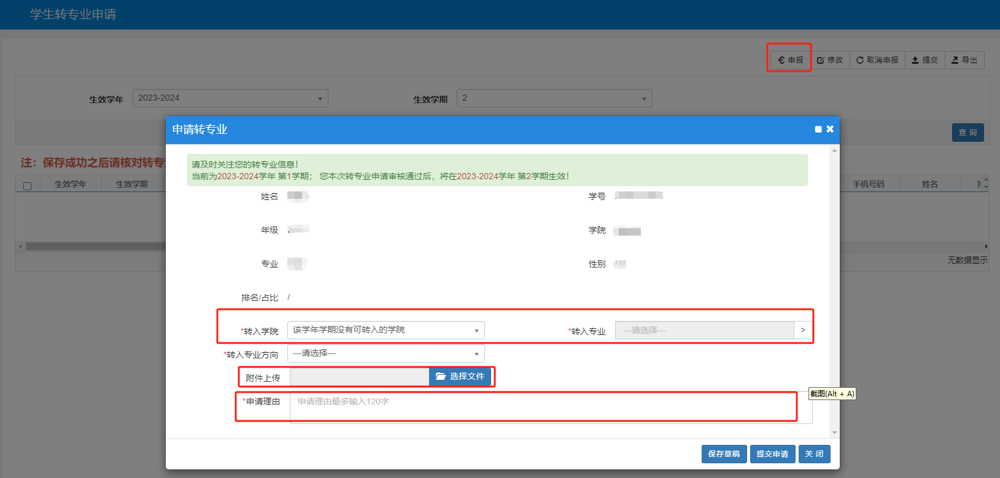 学生转专业申请
申报 修改 取消申报 提交 导出
生效学年 2023-2024 生效学期 2
查 询
申请转专业
注：保存成功之后请核对转专
请及时关注您的转专业信息！
当前为2023-2024学年 第1学期； 您本次转专业申请审核通过后，将在2023-2024学年 第2学期生效！
生效学年 生效学期 手机号码 姓名
姓名 学号
年级 学院
专业 性别
无数据显示
排名/占比 /
*转入学院 该学年学期没有可转入的学院 *转入专业 ---请选择--- >
*转入专业方向 ---请选择---
附件上传 选择文件
*申请理由 申请理由最多输入120字
截图(Alt + A)
保存草稿 提交申请 关 闭